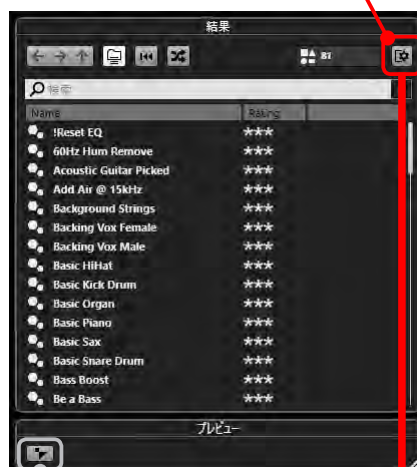 結果
81
検索
Name Rating
!Reset EQ ***
60Hz Hum Remove ***
Acoustic Guitar Picked ***
Add Air @ 15kHz ***
Background Strings ***
Backing Vox Female ***
Backing Vox Male ***
Basic HiHat ***
Basic Kick Drum ***
Basic Organ ***
Basic Piano ***
Basic Sax ***
Basic Snare Drum ***
Bass Boost ***
Be a Bass ***
プレビュー